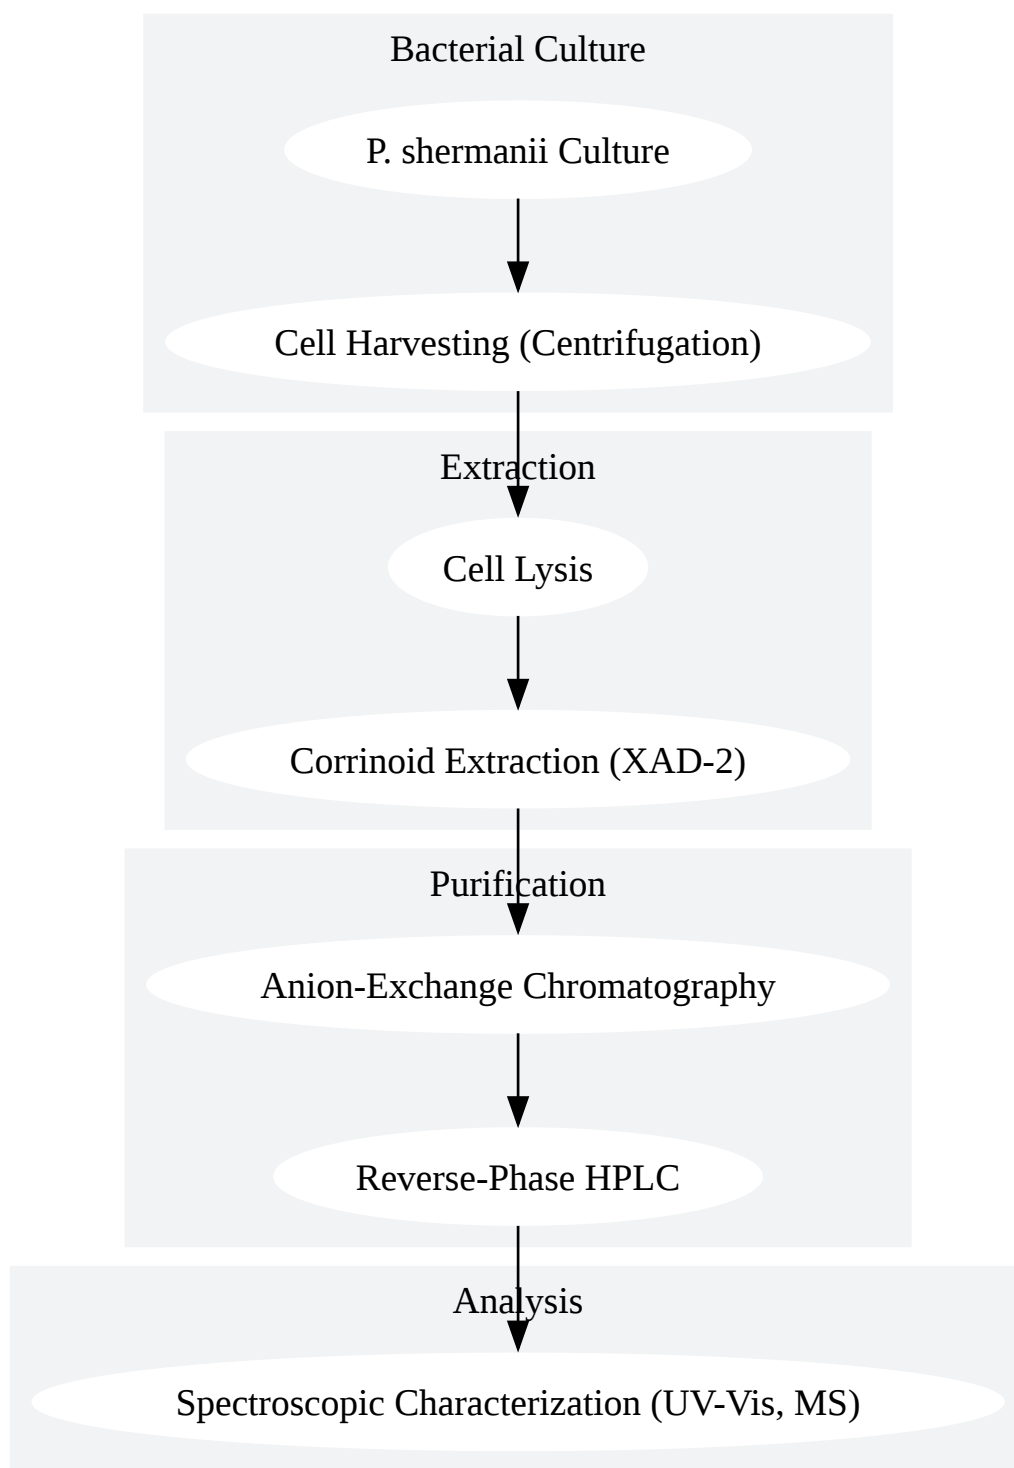 Bacterial Culture
P. shermanii Culture
Cell Harvesting (Centrifugation)
Extraction
Cell Lysis
Corrinoid Extraction (XAD-2)
Purification
Anion-Exchange Chromatography
Reverse-Phase HPLC
Analysis
Spectroscopic Characterization (UV-Vis, MS)